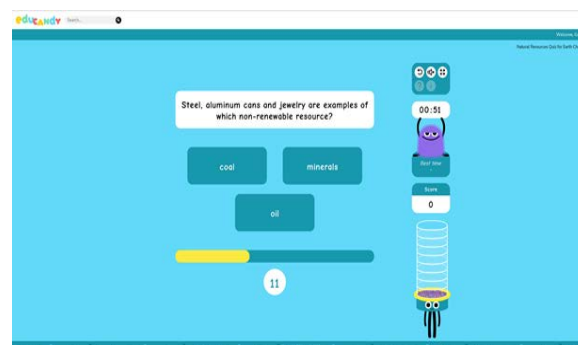 educandy Search...
Welcome,
Natural Resources Quiz for Earth
Steel, aluminum cans and jewelry are examples of
which non-renewable resource?
00:51
coal
minerals
Best time
-
oil
Score
0
11